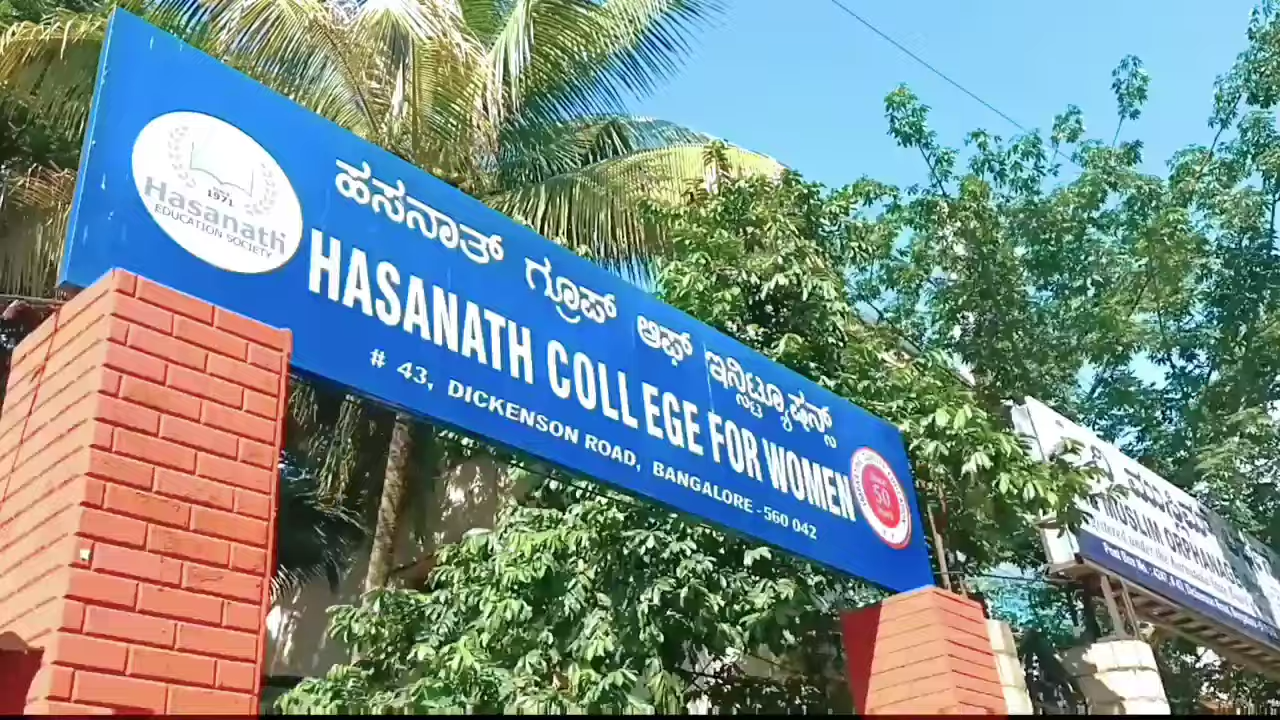 1971
Hasanath
EDUCATION SOCIETY
ಹಸನಾತ್ ಗ್ರೂಪ್ ಆಫ್ ಇನ್ಸ್ಟಿಟ್ಯೂಷನ್ಸ್
HASANATH COLLEGE FOR WOMEN
# 43, DICKENSON ROAD, BANGALORE - 560 042
50
MUSLIM ORPHANAGE